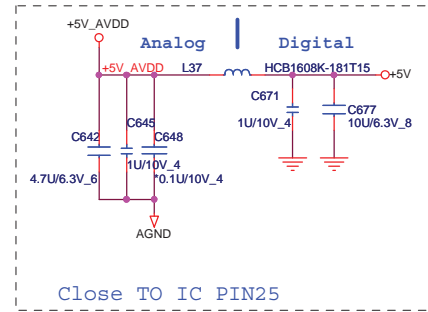 +5V_AVDD
Analog Digital
+5V_AVDD L37 HCB1608K-181T15 +5V
C671
1U/10V_4
C677
10U/6.3V_8
C642
4.7U/6.3V_6
C645
1U/10V_4
C648
*0.1U/10V_4
AGND
Close TO IC PIN25